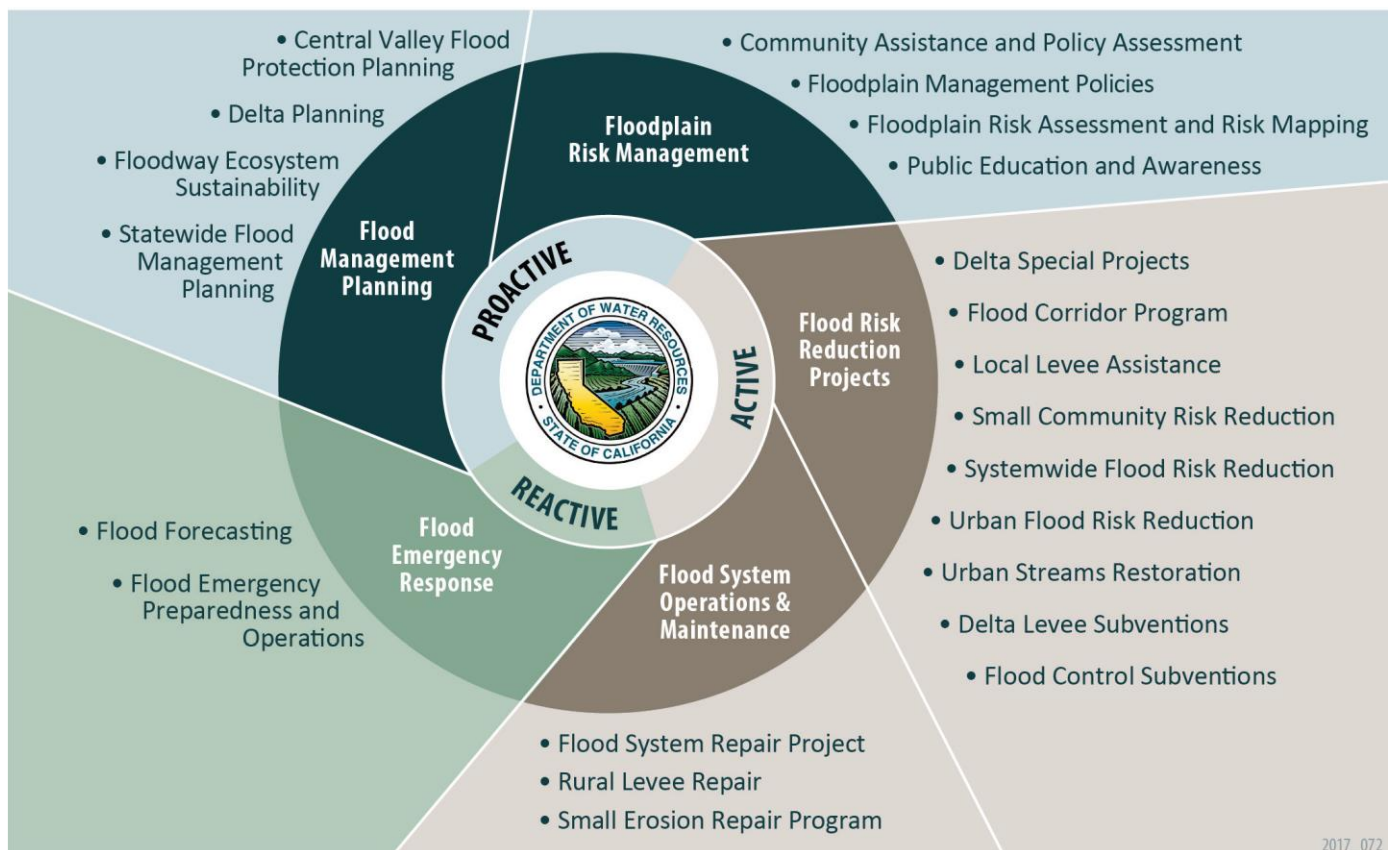 • Central Valley Flood
Protection Planning
• Delta Planning
• Floodway Ecosystem
Sustainability
• Statewide Flood
Management
Planning
Flood
Management
Planning
• Community Assistance and Policy Assessment
• Floodplain Management Policies
• Floodplain Risk Assessment and Risk Mapping
• Public Education and Awareness
Floodplain
Risk Management
PROACTIVE
ACTIVE
REACTIVE
DEPARTMENT OF WATER RESOURCES
STATE OF CALIFORNIA
Flood Risk
Reduction
Projects
• Delta Special Projects
• Flood Corridor Program
• Local Levee Assistance
• Small Community Risk Reduction
• Systemwide Flood Risk Reduction
• Urban Flood Risk Reduction
• Urban Streams Restoration
• Delta Levee Subventions
• Flood Control Subventions
• Flood Forecasting
• Flood Emergency
Preparedness and
Operations
Flood
Emergency
Response
Flood System
Operations &
Maintenance
• Flood System Repair Project
• Rural Levee Repair
• Small Erosion Repair Program
2017_072